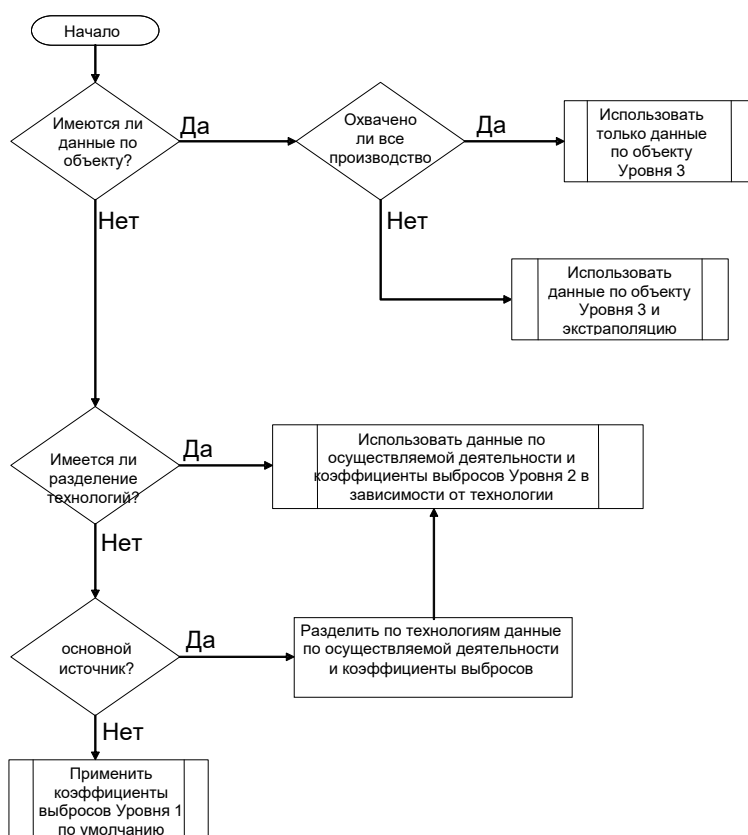 Начало
Имеются ли
данные по
объекту?
Да
Охвачено
ли все
производство
Да
Использовать
только данные
по объекту
Уровня 3
Нет
Нет
Использовать
данные по объекту
Уровня 3 и
экстраполяцию
Имеется ли
разделение
технологий?
Да
Использовать данные по
осуществляемой деятельности и
коэффициенты выбросов Уровня 2 в
зависимости от технологии
Нет
основной
источник?
Да
Разделить по технологиям данные
по осуществляемой деятельности
и коэффициенты выбросов
Нет
Применить
коэффициенты
выбросов Уровня 1
по умолчанию